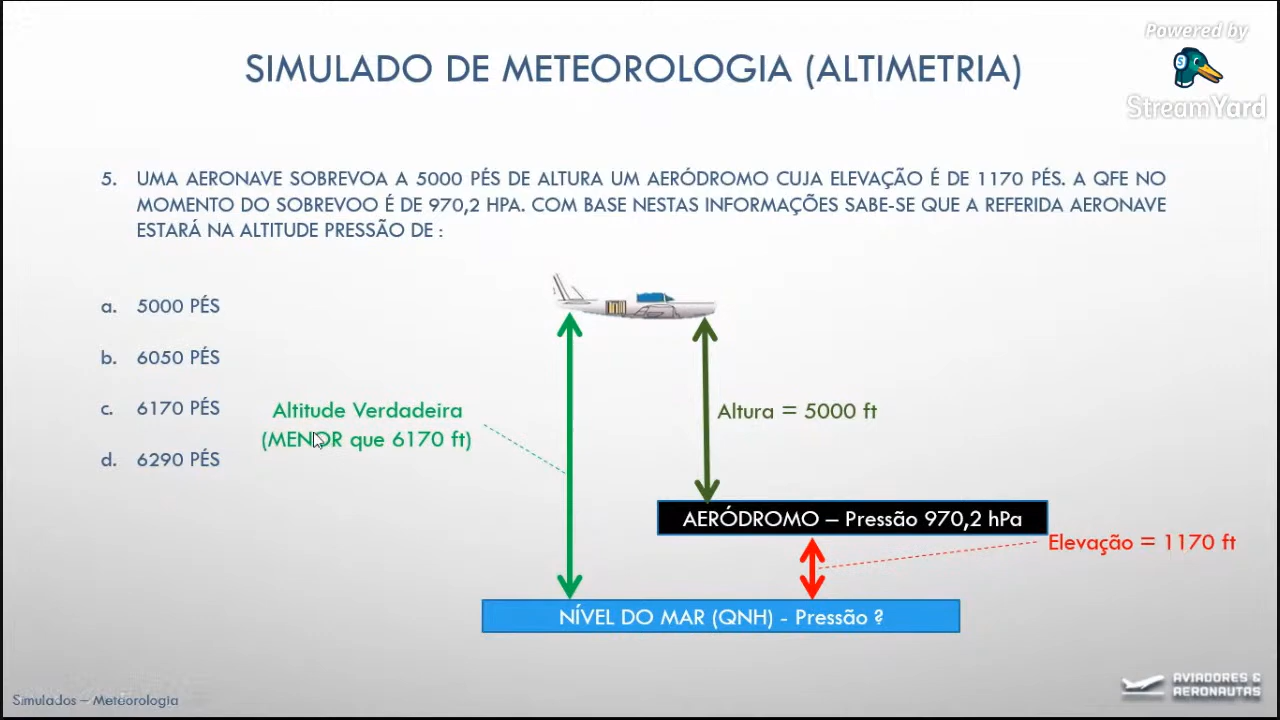 Powered by
StreamYard
SIMULADO DE METEOROLOGIA (ALTIMETRIA)
5. UMA AERONAVE SOBREVOA A 5000 PÉS DE ALTURA UM AERÓDROMO CUJA ELEVAÇÃO É DE 1170 PÉS. A QFE NO
MOMENTO DO SOBREVOO É DE 970,2 HPA. COM BASE NESTAS INFORMAÇÕES SABE-SE QUE A REFERIDA AERONAVE
ESTARÁ NA ALTITUDE PRESSÃO DE :
a. 5000 PÉS
b. 6050 PÉS
c. 6170 PÉS
d. 6290 PÉS
Altitude Verdadeira
(MENOR que 6170 ft)
Altura = 5000 ft
AERÓDROMO – Pressão 970,2 hPa
Elevação = 1170 ft
NÍVEL DO MAR (QNH) - Pressão ?
Simulados – Meteorologia
AVIADORES &
AERONAUTAS